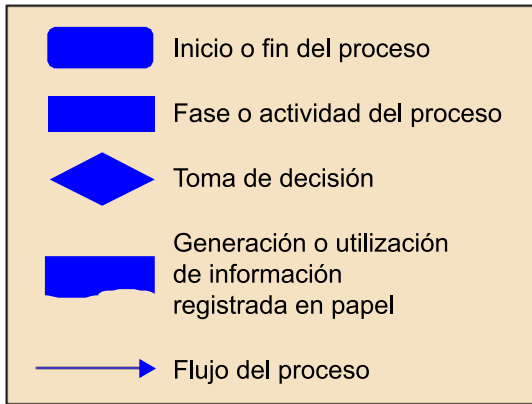 Inicio o fin del proceso
Fase o actividad del proceso
Toma de decisión
Generación o utilización
de información
registrada en papel
Flujo del proceso